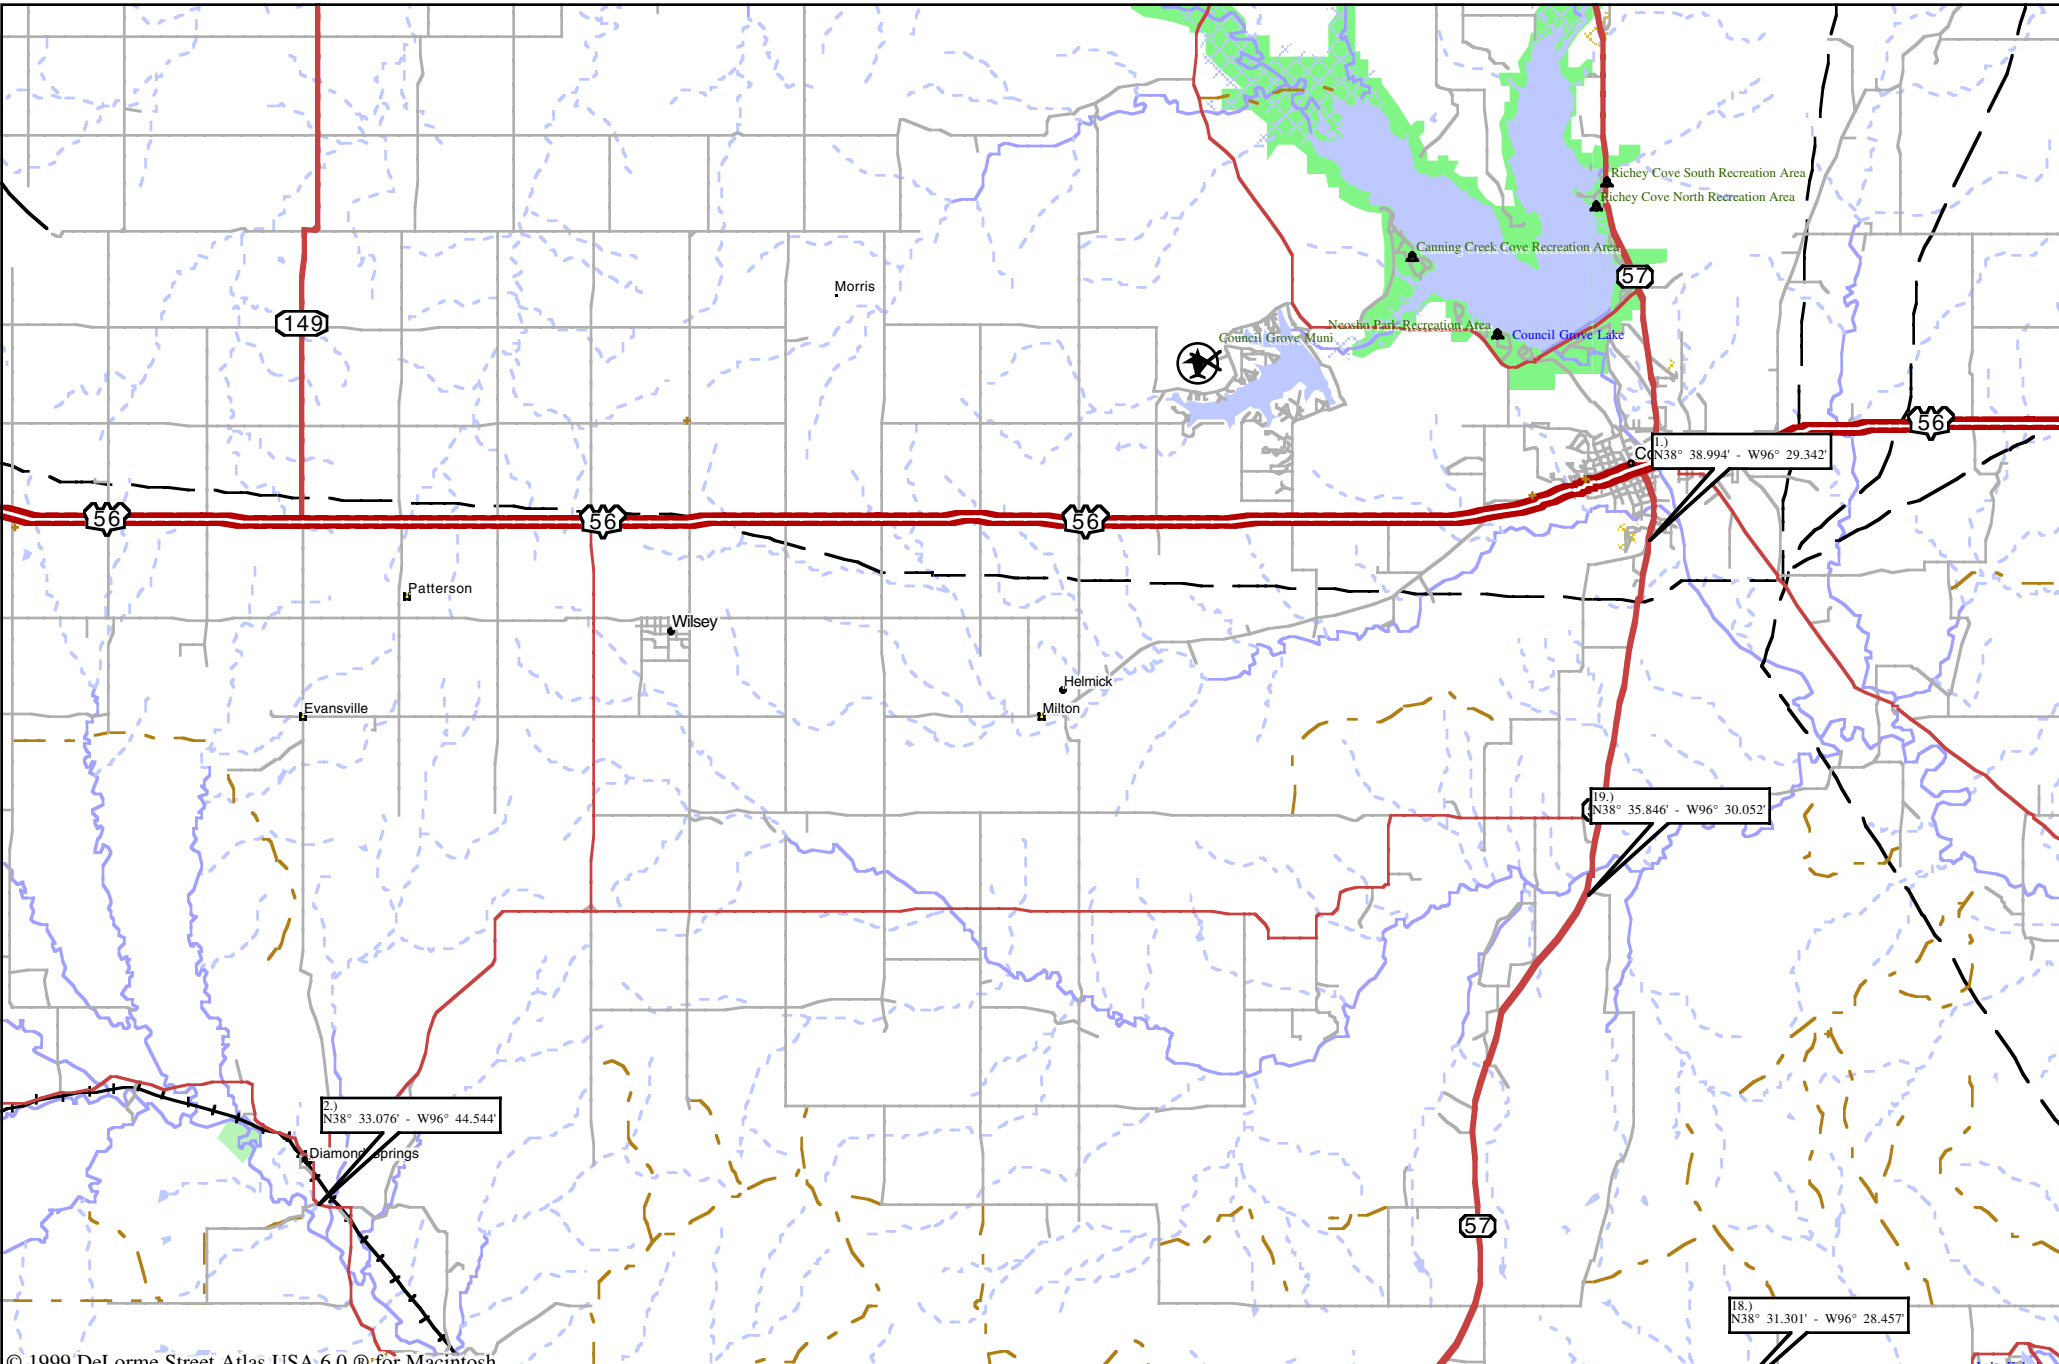 Richey Cove South Recreation Area
Richey Cove North Recreation Area
Canning Creek Cove Recreation Area
57
Morris
149
Neosho Park Recreation Area
Council Grove Lake
Council Grove Muni
56
1.)
N38° 38.994' - W96° 29.342'
56
56
56
Patterson
Wilsey
Helmick
Evansville
Milton
19.)
N38° 35.846' - W96° 30.052'
2.)
N38° 33.076' - W96° 44.544'
Diamond Springs
57
18.)
N38° 31.301' - W96° 28.457'
© 1999 DeLorme Street Atlas USA 6.0 ® for Macintosh